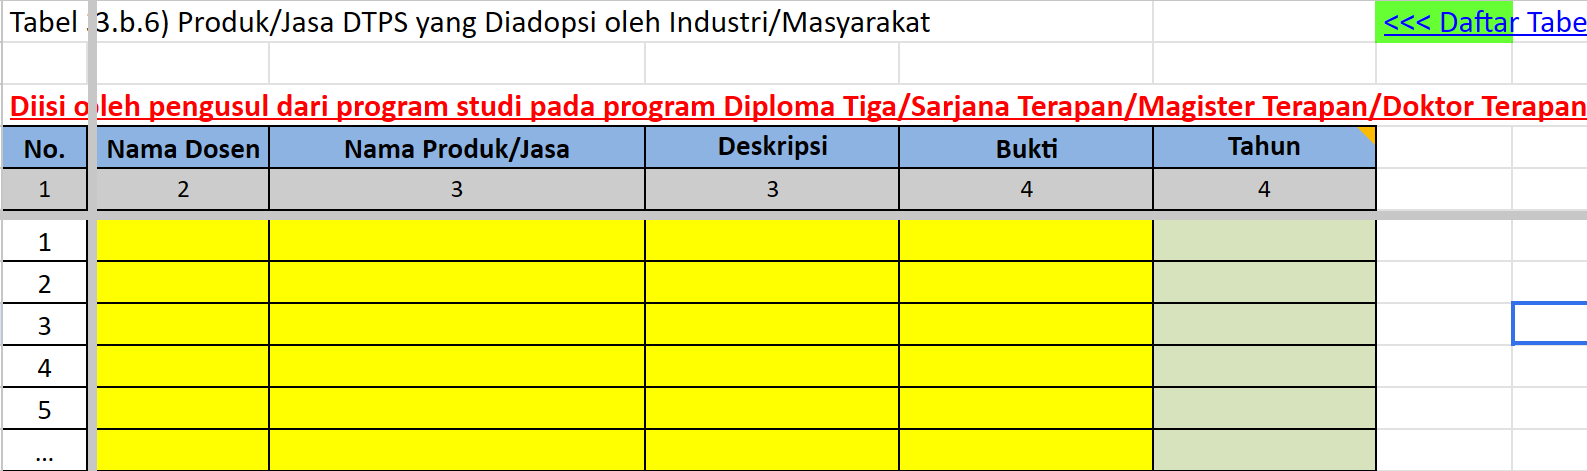 Tabel 3.b.6) Produk/Jasa DTPS yang Diadopsi oleh Industri/Masyarakat <<< Daftar Tabe
Diisi oleh pengusul dari program studi pada program Diploma Tiga/Sarjana Terapan/Magister Terapan/Doktor Terapan
No. Nama Dosen Nama Produk/Jasa Deskripsi Bukti Tahun
1 2 3 3 4 4
1
2
3
4
5
...